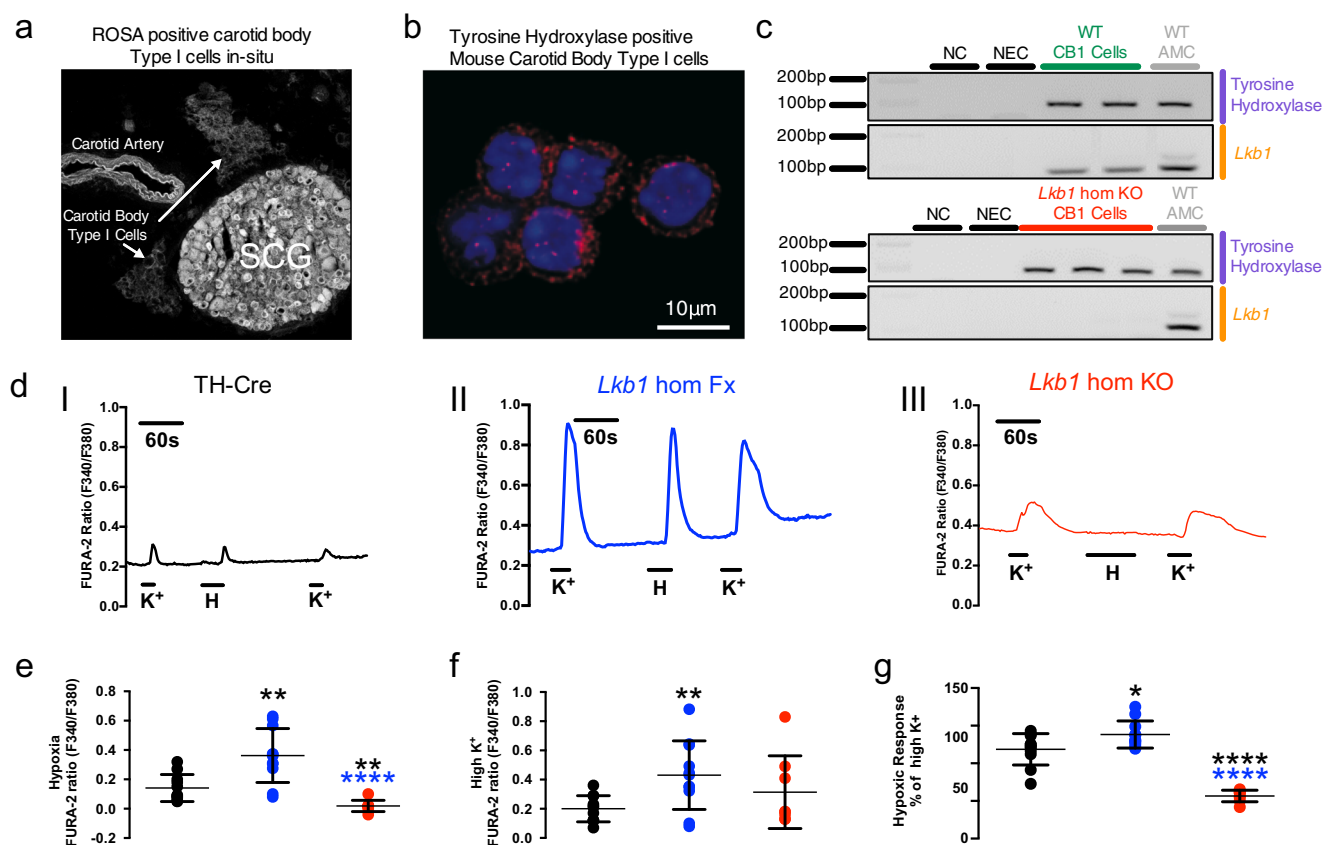 a
ROSA positive carotid body
Type I cells in-situ
Carotid Artery
Carotid Body
Type I Cells
SCG
b
Tyrosine Hydroxylase positive
Mouse Carotid Body Type I cells
10µm
c
WT
CB1 Cells
WT
AMC
NC
NEC
200bp
100bp
Tyrosine
Hydroxylase
200bp
100bp
Lkb1
Lkb1 hom KO
CB1 Cells
WT
AMC
NC
NEC
200bp
100bp
Tyrosine
Hydroxylase
200bp
100bp
Lkb1
d
I
TH-Cre
FURA-2 Ratio (F340/F380)
1.0
0.8
0.6
0.4
0.2
0.0
60s
K+
H
K+
II
Lkb1 hom Fx
FURA-2 Ratio (F340/F380)
1.0
0.8
0.6
0.4
0.2
0.0
60s
K+
H
K+
III
Lkb1 hom KO
FURA-2 Ratio (F340/F380)
1.0
0.8
0.6
0.4
0.2
0.0
60s
K+
H
K+
e
Hypoxia
FURA-2 ratio (F340/F380)
0.8
0.6
0.4
0.2
0.0
-0.2
**
**
****
f
High K+
FURA-2 ratio (F340/F380)
1.0
0.8
0.6
0.4
0.2
0.0
**
g
Hypoxic Response
% of high K+
150
100
50
0
*
****
****